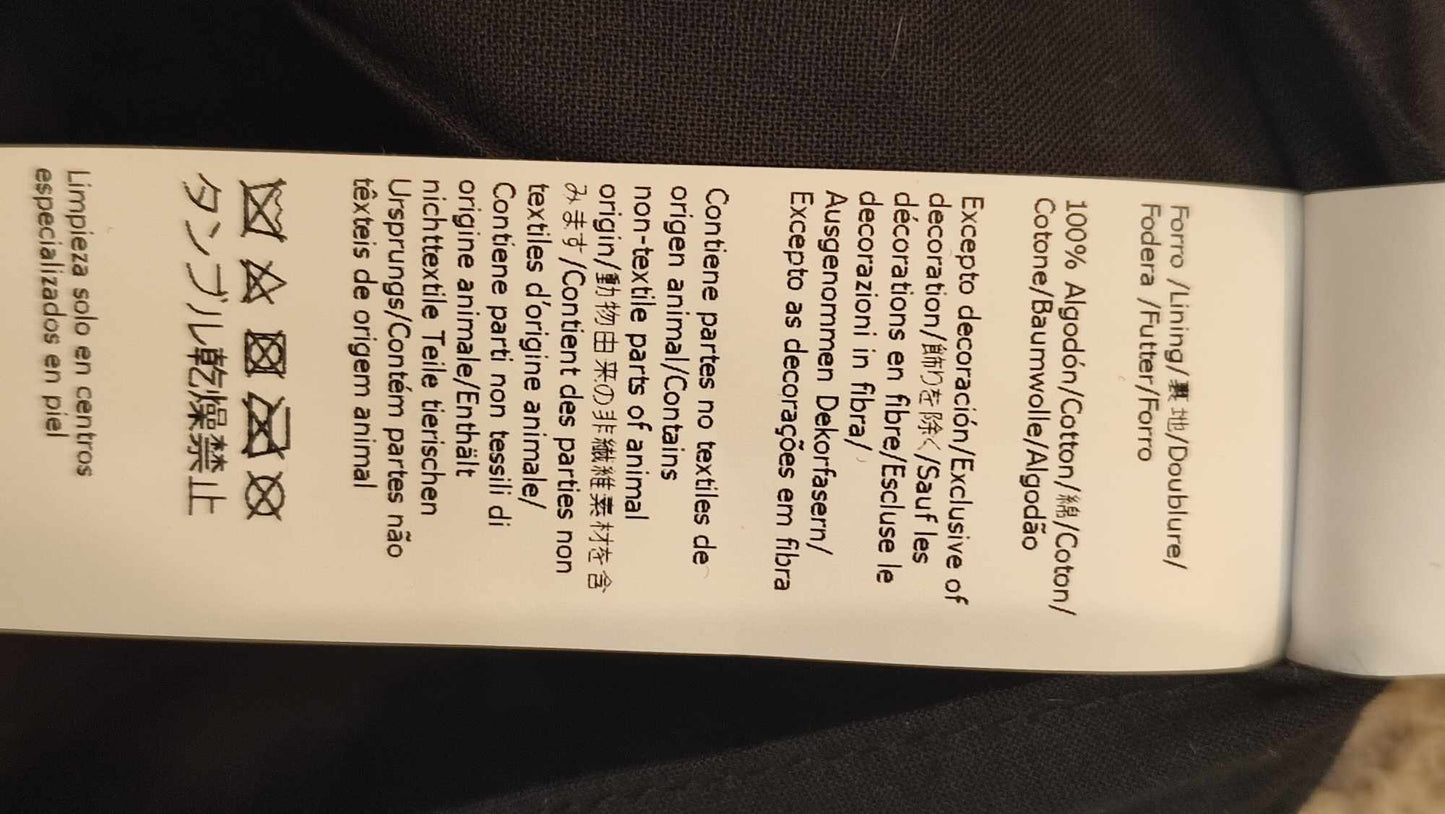 Forro /Lining/裏地/Doublure/
Fodera /Futter/Forro
100% Algodón/Cotton/綿/Coton/
Cotone/Baumwolle/Algodão
Excepto decoración/Exclusive of
decoration/飾りを除く/Sauf les
décorations en fibre/Escluse le
decorazioni in fibra/
Ausgenommen Dekorfasern/
Excepto as decorações em fibra
Contiene partes no textiles de
origen animal/Contains
non-textile parts of animal
origin/動物由来の非繊維素材を含
みます/Contient des parties non
textiles d'origine animale/
Contiene parti non tessili di
origine animale/Enthält
nichttextile Teile tierischen
Ursprungs/Contém partes não
têxteis de origem animal
タンブル乾燥禁止
Limpieza solo en centros
especializados en piel